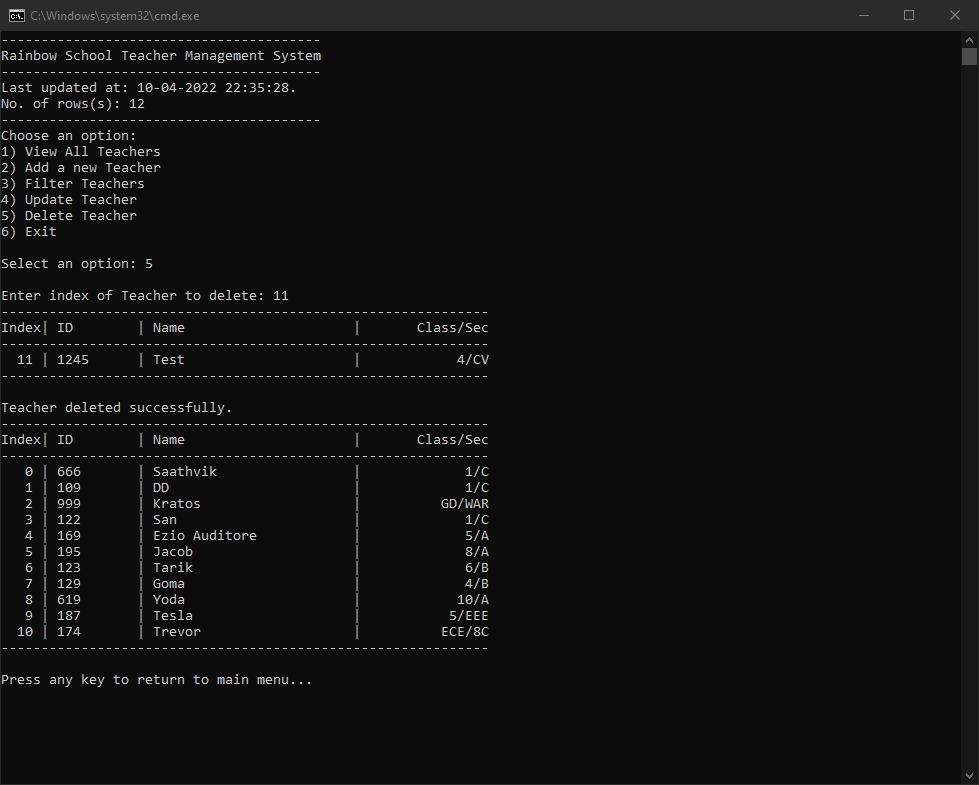 C:\Windows\system32\cmd.exe
----------------------------------------
Rainbow School Teacher Management System
----------------------------------------
Last updated at: 10-04-2022 22:35:28.
No. of rows(s): 12
----------------------------------------
Choose an option:
1) View All Teachers
2) Add a new Teacher
3) Filter Teachers
4) Update Teacher
5) Delete Teacher
6) Exit

Select an option: 5

Enter index of Teacher to delete: 11
-------------------------------------------------------------
Index| ID        | Name                     |       Class/Sec
-------------------------------------------------------------
  11 | 1245      | Test                     |            4/CV
-------------------------------------------------------------

Teacher deleted successfully.
-------------------------------------------------------------
Index| ID        | Name                     |       Class/Sec
-------------------------------------------------------------
   0 | 666       | Saathvik                 |             1/C
   1 | 109       | DD                       |             1/C
   2 | 999       | Kratos                   |          GD/WAR
   3 | 122       | San                      |             1/C
   4 | 169       | Ezio Auditore            |             5/A
   5 | 195       | Jacob                    |             8/A
   6 | 123       | Tarik                    |             6/B
   7 | 129       | Goma                     |             4/B
   8 | 619       | Yoda                     |            10/A
   9 | 187       | Tesla                    |           5/EEE
  10 | 174       | Trevor                   |          ECE/8C
-------------------------------------------------------------

Press any key to return to main menu...